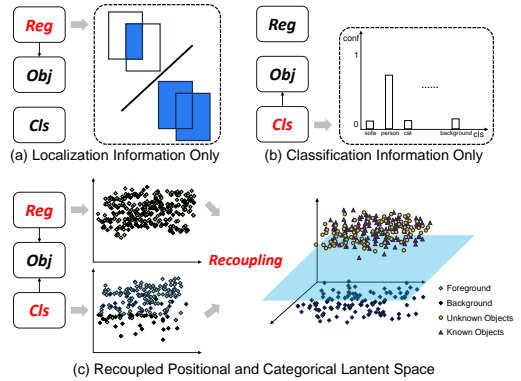 Reg
Obj
Cls
(a) Localization Information Only
Reg
Obj
Cls
conf
1
0
......
sofa person cat background cls
(b) Classification Information Only
Reg
Obj
Cls
Recoupling
Foreground
Background
Unknown Objects
Known Objects
(c) Recoupled Positional and Categorical Lantent Space